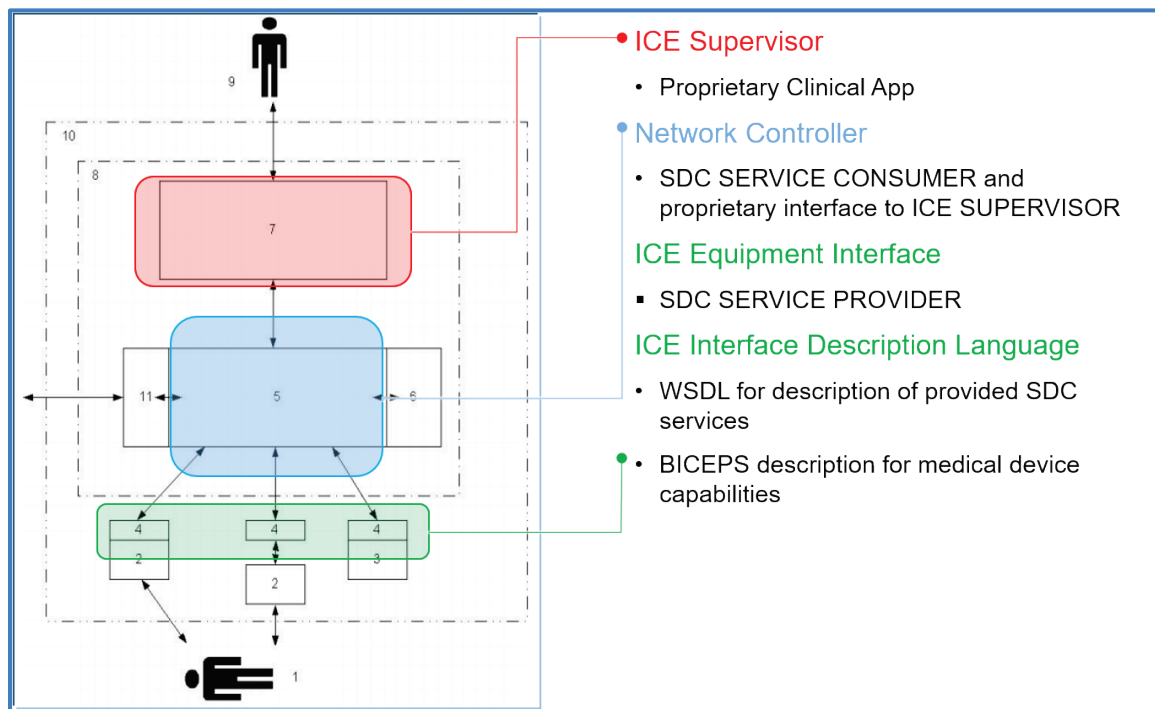 9
10
8
7
11
5
6
4
4
4
2
3
2
1
ICE Supervisor
• Proprietary Clinical App
Network Controller
• SDC SERVICE CONSUMER and
proprietary interface to ICE SUPERVISOR
ICE Equipment Interface
▪ SDC SERVICE PROVIDER
ICE Interface Description Language
• WSDL for description of provided SDC
services
• BICEPS description for medical device
capabilities